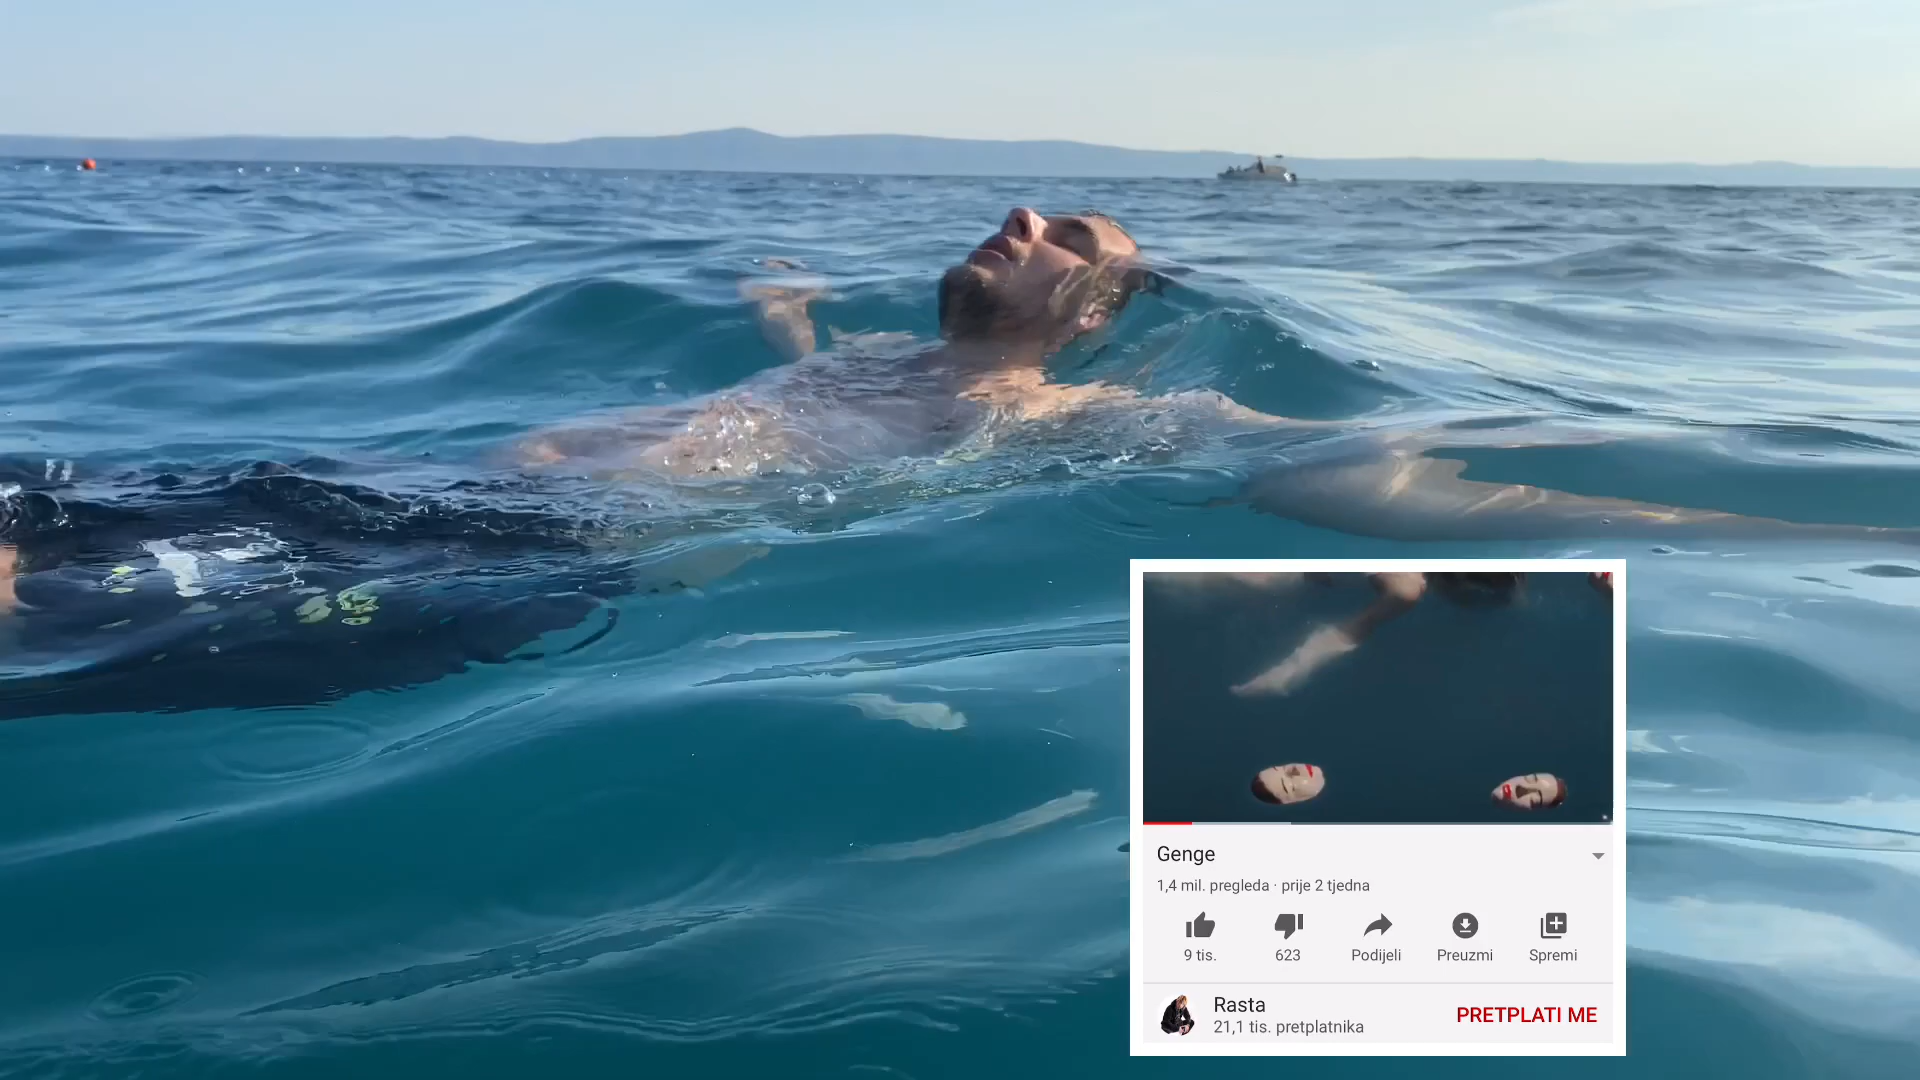 Genge
1,4 mil. pregleda · prije 2 tjedna
9 tis.
623
Podijeli
Preuzmi
Spremi
Rasta
21,1 tis. pretplatnika
PRETPLATI ME